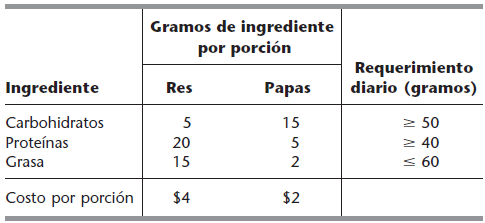 Gramos de ingrediente
por porción
Requerimiento
Ingrediente Res Papas diario (gramos)
Carbohidratos 5 15 ≥ 50
Proteínas 20 5 ≥ 40
Grasa 15 2 ≤ 60
Costo por porción $4 $2